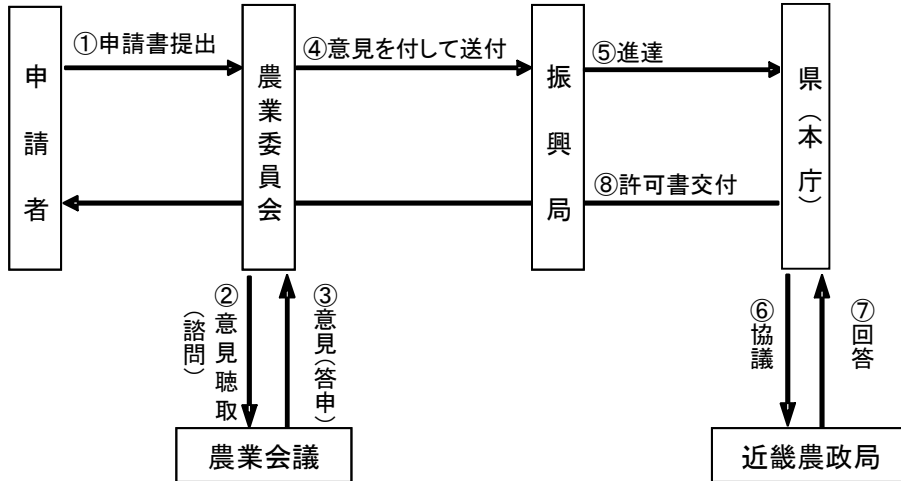 ①申請書提出
④意見を付して送付
⑤進達
申請者
農業委員会
振興局
県（本庁）
⑧許可書交付
②意見聴取
（諮問）
③意見（答申）
⑥協議
⑦回答
農業会議
近畿農政局